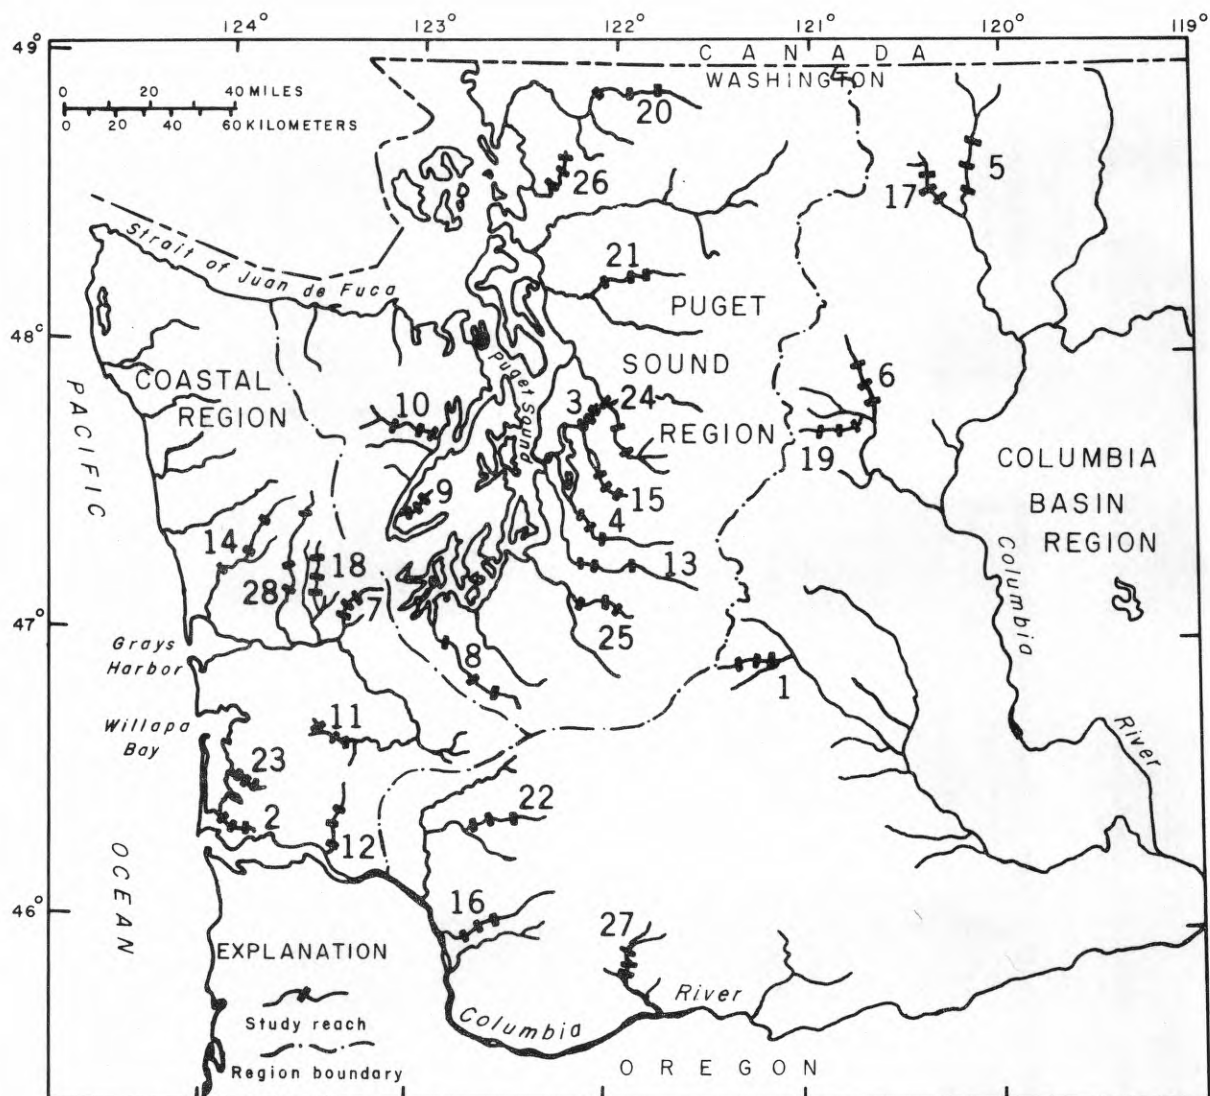 124° 123° 122° 121° 120° 119°
49°
CANADA
WASHINGTON
0 20 40 MILES
0 20 40 60 KILOMETERS
20
5
26
17
Strait of Juan de Fuca
21
PUGET
48°
SOUND
REGION
Puget Sound
COASTAL
REGION
6
10
3
24
19
PACIFIC
OCEAN
COLUMBIA
BASIN
REGION
9
15
4
14
18
13
28
7
25
47°
Columbia
River
Grays
Harbor
8
1
Willapa
Bay
11
23
2
22
12
16
27
46°
EXPLANATION
Study reach
Region boundary
Columbia
River
OREGON